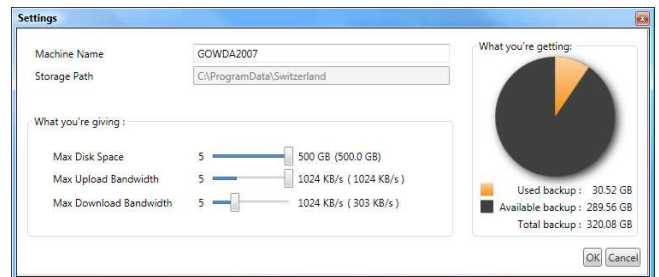 Settings
Machine Name GOWDA2007
Storage Path C:\ProgramData\Switzerland
What you're giving :
Max Disk Space 5 500 GB (500.0 GB)
Max Upload Bandwidth 5 1024 KB/s ( 1024 KB/s )
Max Download Bandwidth 5 1024 KB/s ( 303 KB/s )
What you're getting:
Used backup : 30.52 GB
Available backup : 289.56 GB
Total backup : 320.08 GB
OK Cancel